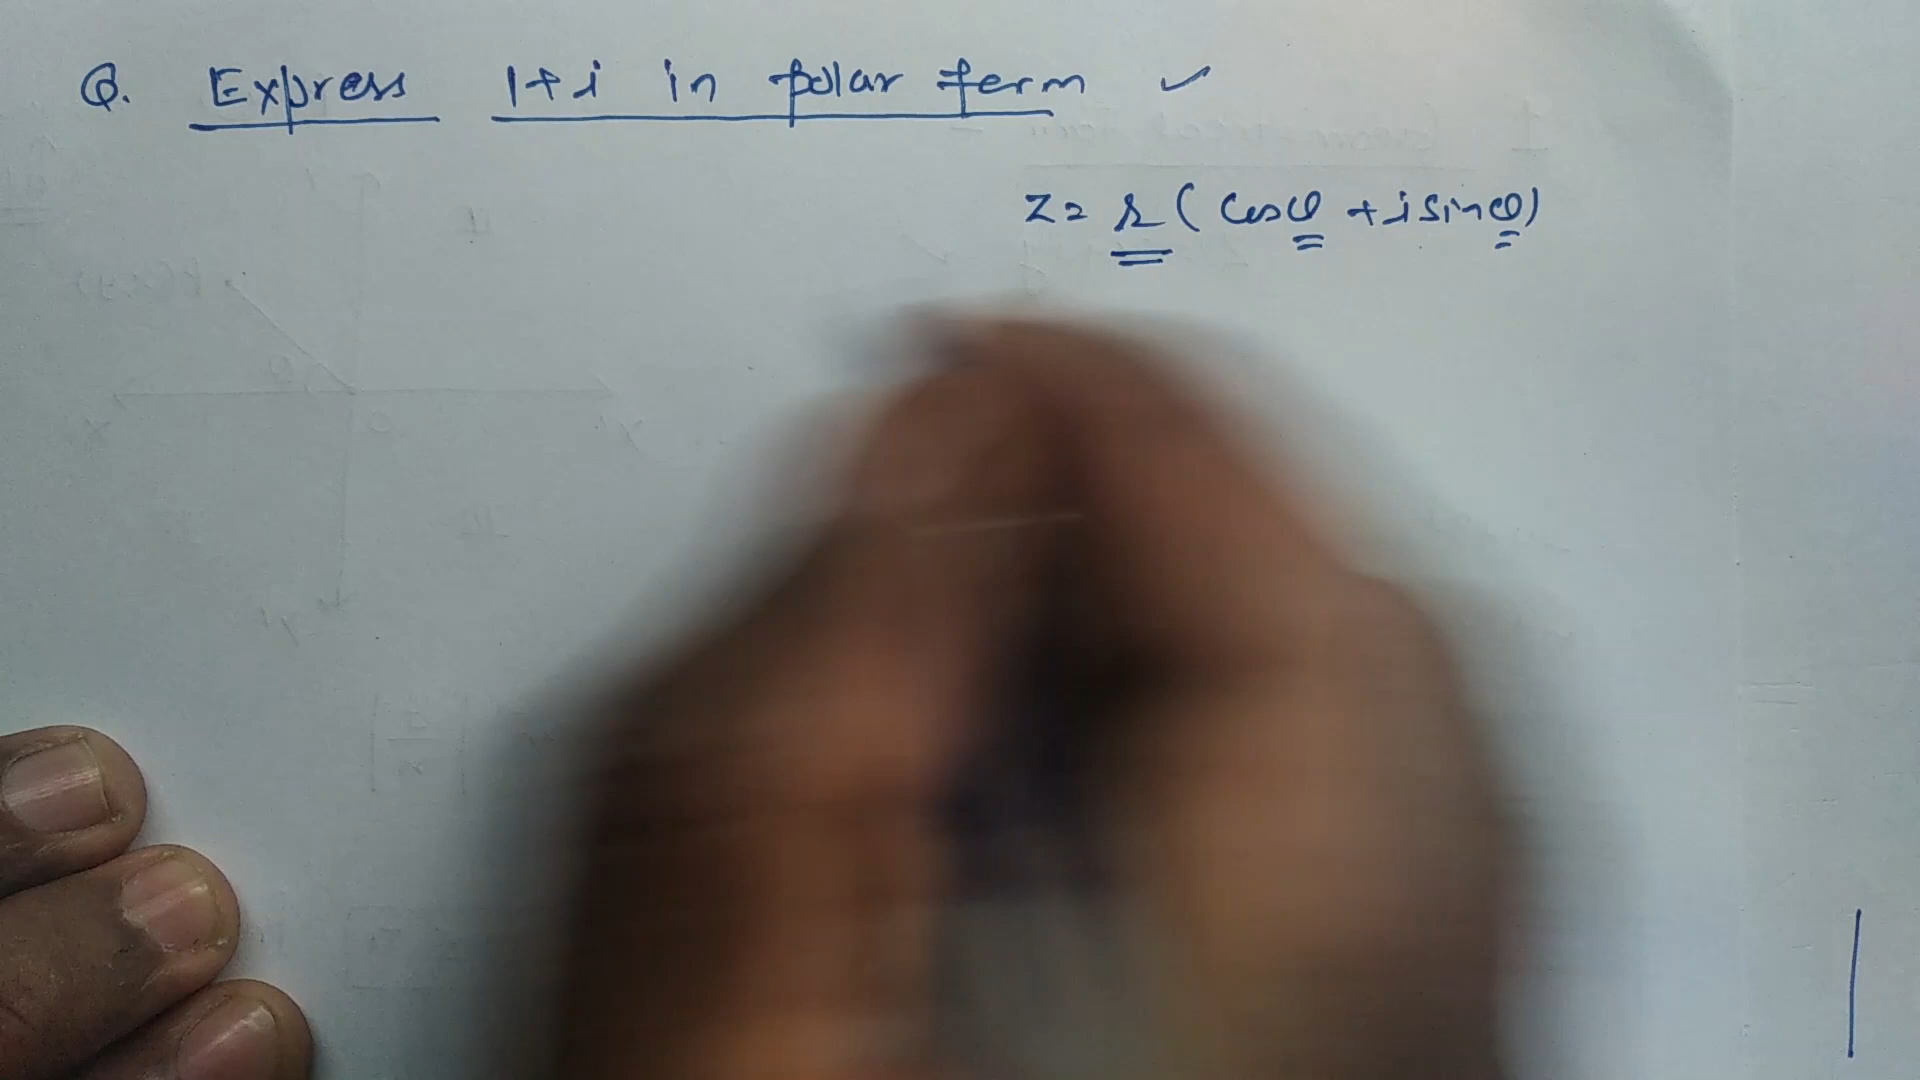 Q. Express 1+i in polar form ✓
z = r ( cosθ + i sinθ)